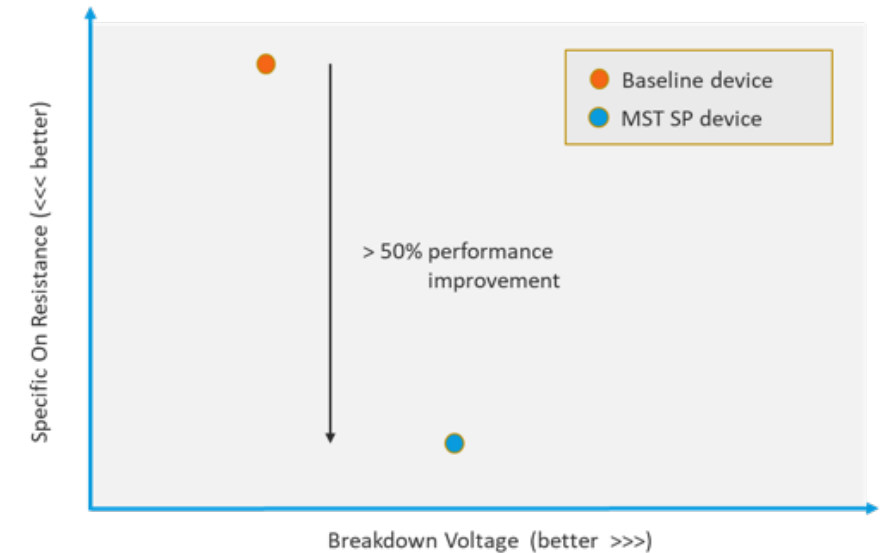 Baseline device
MST SP device
Specific On Resistance (<<< better)
> 50% performance
improvement
Breakdown Voltage (better >>>)